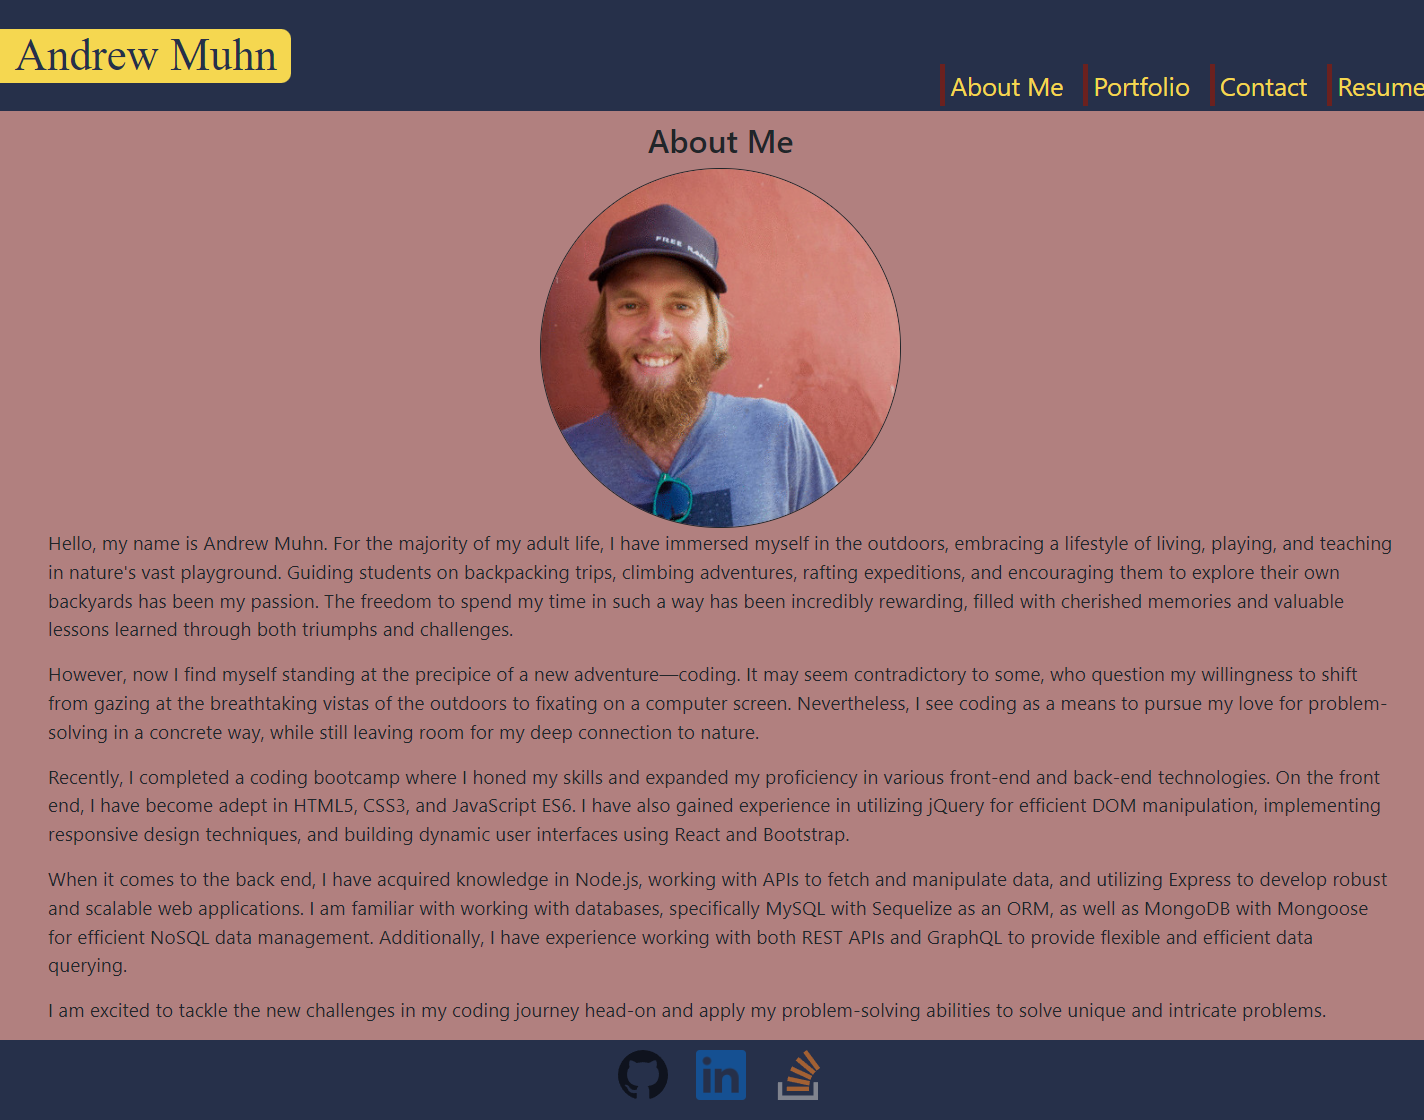 Andrew Muhn
About Me
Portfolio
Contact
Resume
About Me
FREE
Hello, my name is Andrew Muhn. For the majority of my adult life, I have immersed myself in the outdoors, embracing a lifestyle of living, playing, and teaching
in nature's vast playground. Guiding students on backpacking trips, climbing adventures, rafting expeditions, and encouraging them to explore their own
backyards has been my passion. The freedom to spend my time in such a way has been incredibly rewarding, filled with cherished memories and valuable
lessons learned through both triumphs and challenges.
However, now I find myself standing at the precipice of a new adventure—coding. It may seem contradictory to some, who question my willingness to shift
from gazing at the breathtaking vistas of the outdoors to fixating on a computer screen. Nevertheless, I see coding as a means to pursue my love for problem-
solving in a concrete way, while still leaving room for my deep connection to nature.
Recently, I completed a coding bootcamp where I honed my skills and expanded my proficiency in various front-end and back-end technologies. On the front
end, I have become adept in HTML5, CSS3, and JavaScript ES6. I have also gained experience in utilizing jQuery for efficient DOM manipulation, implementing
responsive design techniques, and building dynamic user interfaces using React and Bootstrap.
When it comes to the back end, I have acquired knowledge in Node.js, working with APIs to fetch and manipulate data, and utilizing Express to develop robust
and scalable web applications. I am familiar with working with databases, specifically MySQL with Sequelize as an ORM, as well as MongoDB with Mongoose
for efficient NoSQL data management. Additionally, I have experience working with both REST APIs and GraphQL to provide flexible and efficient data
querying.
I am excited to tackle the new challenges in my coding journey head-on and apply my problem-solving abilities to solve unique and intricate problems.
in